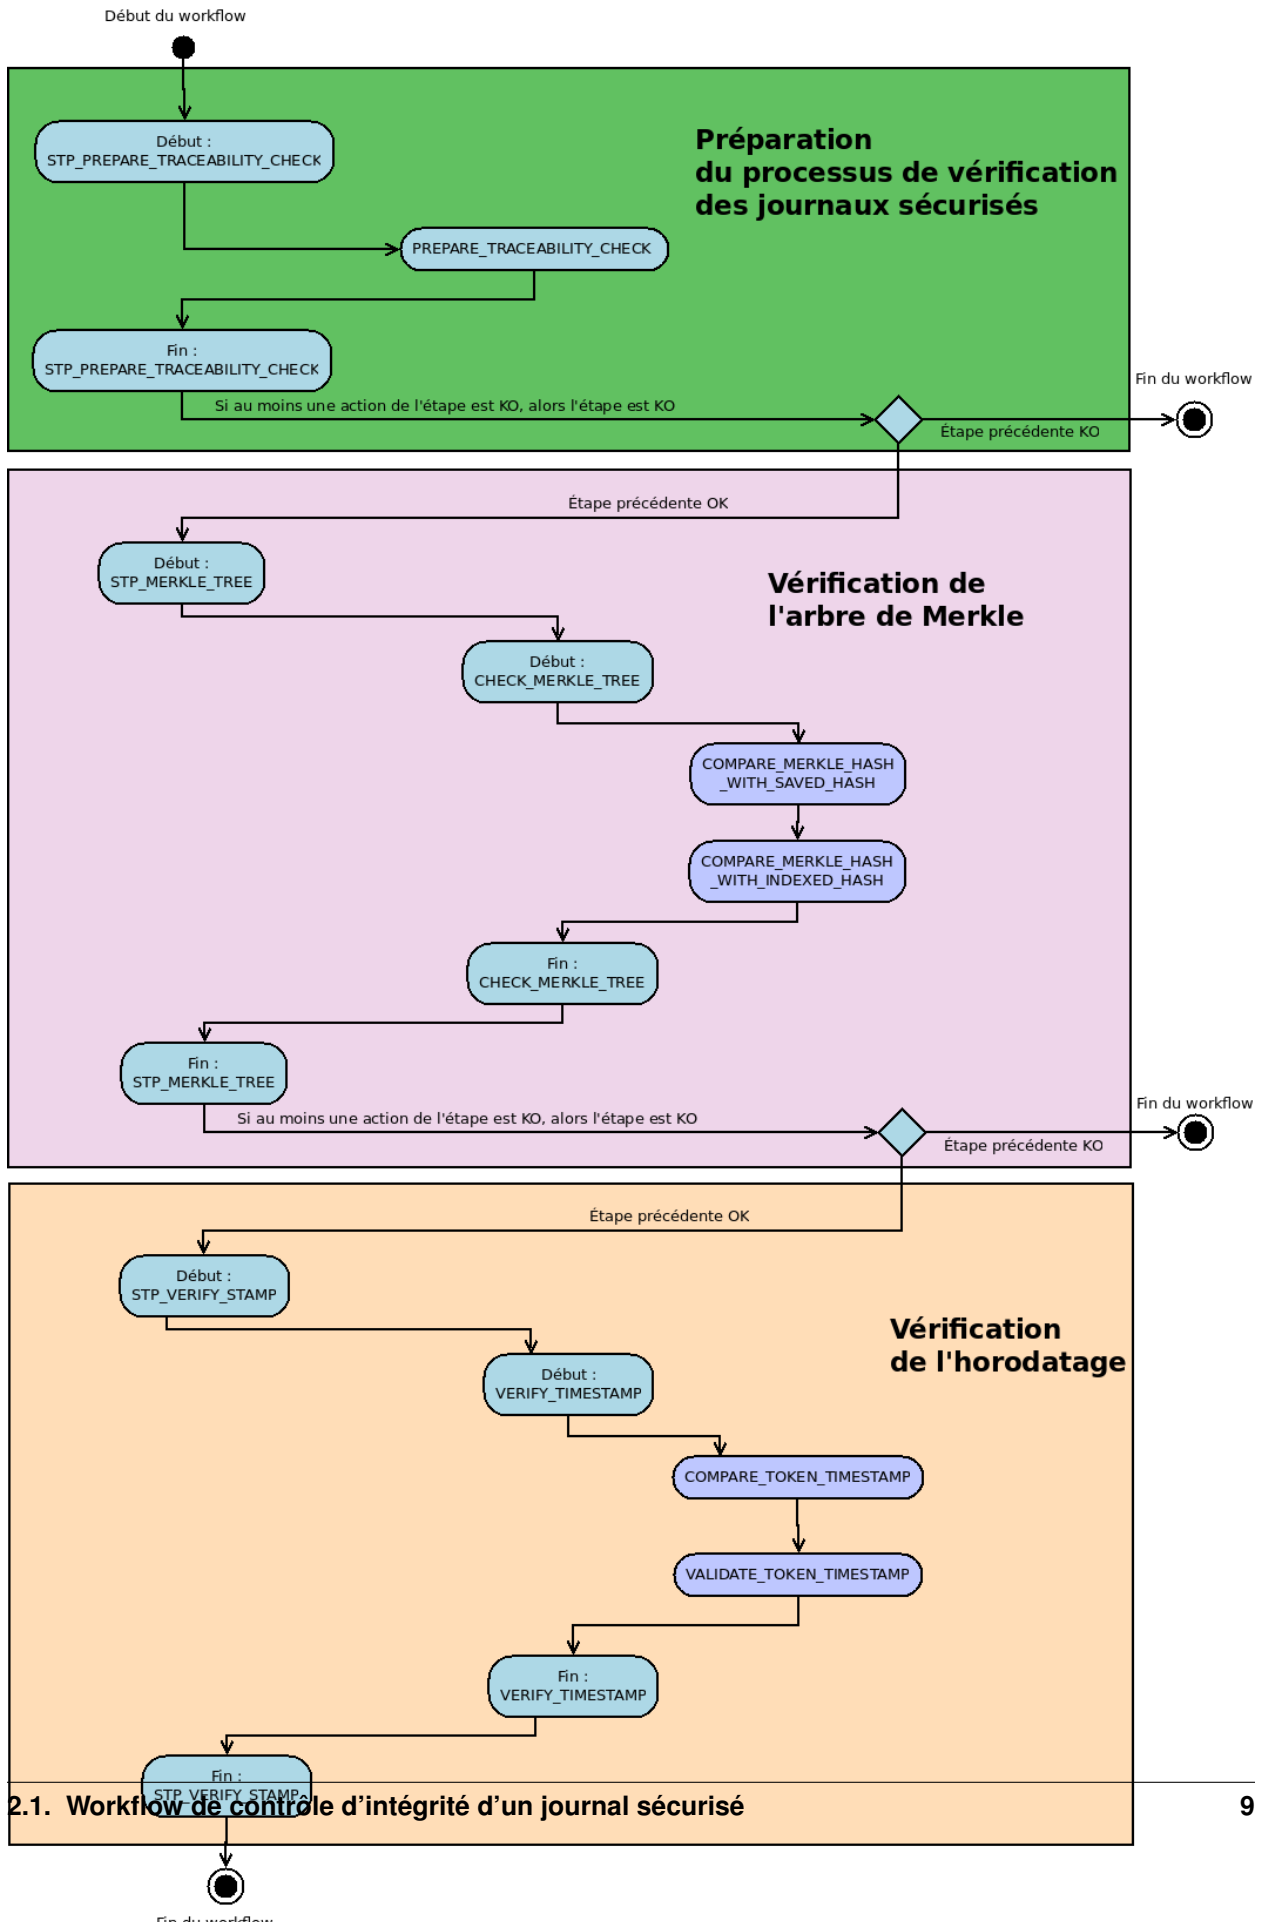 Début du workflow
Début :
STP_PREPARE_TRACEABILITY_CHECK
Préparation
du processus de vérification
des journaux sécurisés
PREPARE_TRACEABILITY_CHECK
Fin :
STP_PREPARE_TRACEABILITY_CHECK
Si au moins une action de l'étape est KO, alors l'étape est KO
Fin du workflow
Étape précédente KO
Étape précédente OK
Début :
STP_MERKLE_TREE
Vérification de
l'arbre de Merkle
Début :
CHECK_MERKLE_TREE
COMPARE_MERKLE_HASH
_WITH_SAVED_HASH
COMPARE_MERKLE_HASH
_WITH_INDEXED_HASH
Fin :
CHECK_MERKLE_TREE
Fin :
STP_MERKLE_TREE
Si au moins une action de l'étape est KO, alors l'étape est KO
Fin du workflow
Étape précédente KO
Étape précédente OK
Début :
STP_VERIFY_STAMP
Vérification
de l'horodatage
Début :
VERIFY_TIMESTAMP
COMPARE_TOKEN_TIMESTAMP
VALIDATE_TOKEN_TIMESTAMP
Fin :
VERIFY_TIMESTAMP
Fin :
STP_VERIFY_STAMP
2.1. Workflow de contrôle d’intégrité d’un journal sécurisé 9
Fin du workflow